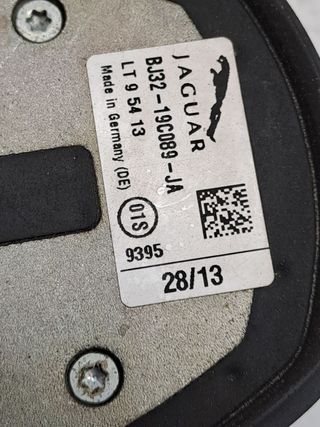 JAGUAR
BJ32-19C089-JA
LT 9 54 13
Made in Germany (DE)
01S
9395
28/13